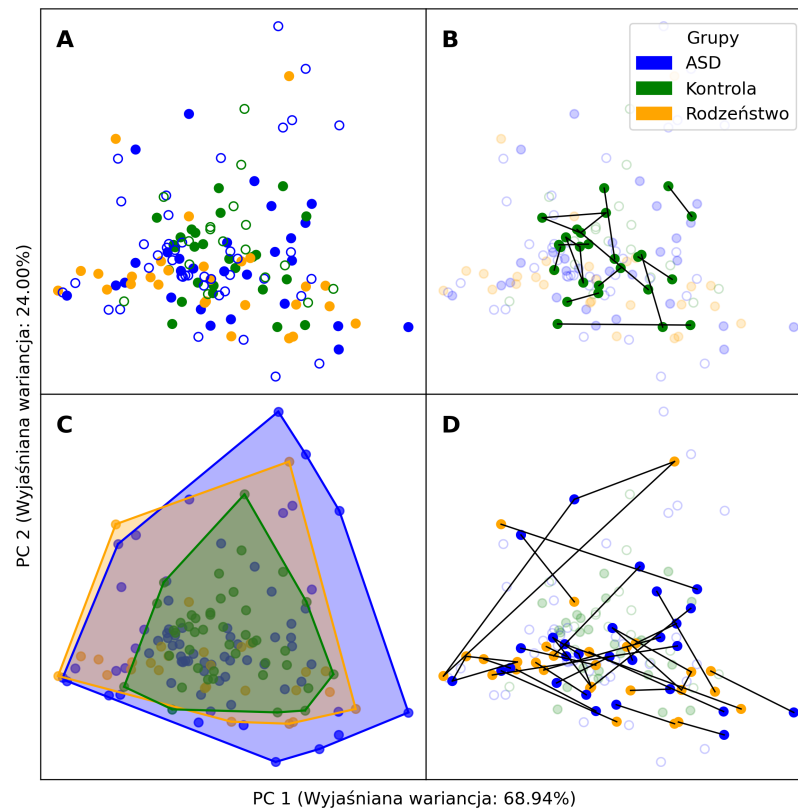 A
B
Grupy
ASD
Kontrola
Rodzeństwo
C
D
PC 2 (Wyjaśniana wariancja: 24.00%)
PC 1 (Wyjaśniana wariancja: 68.94%)